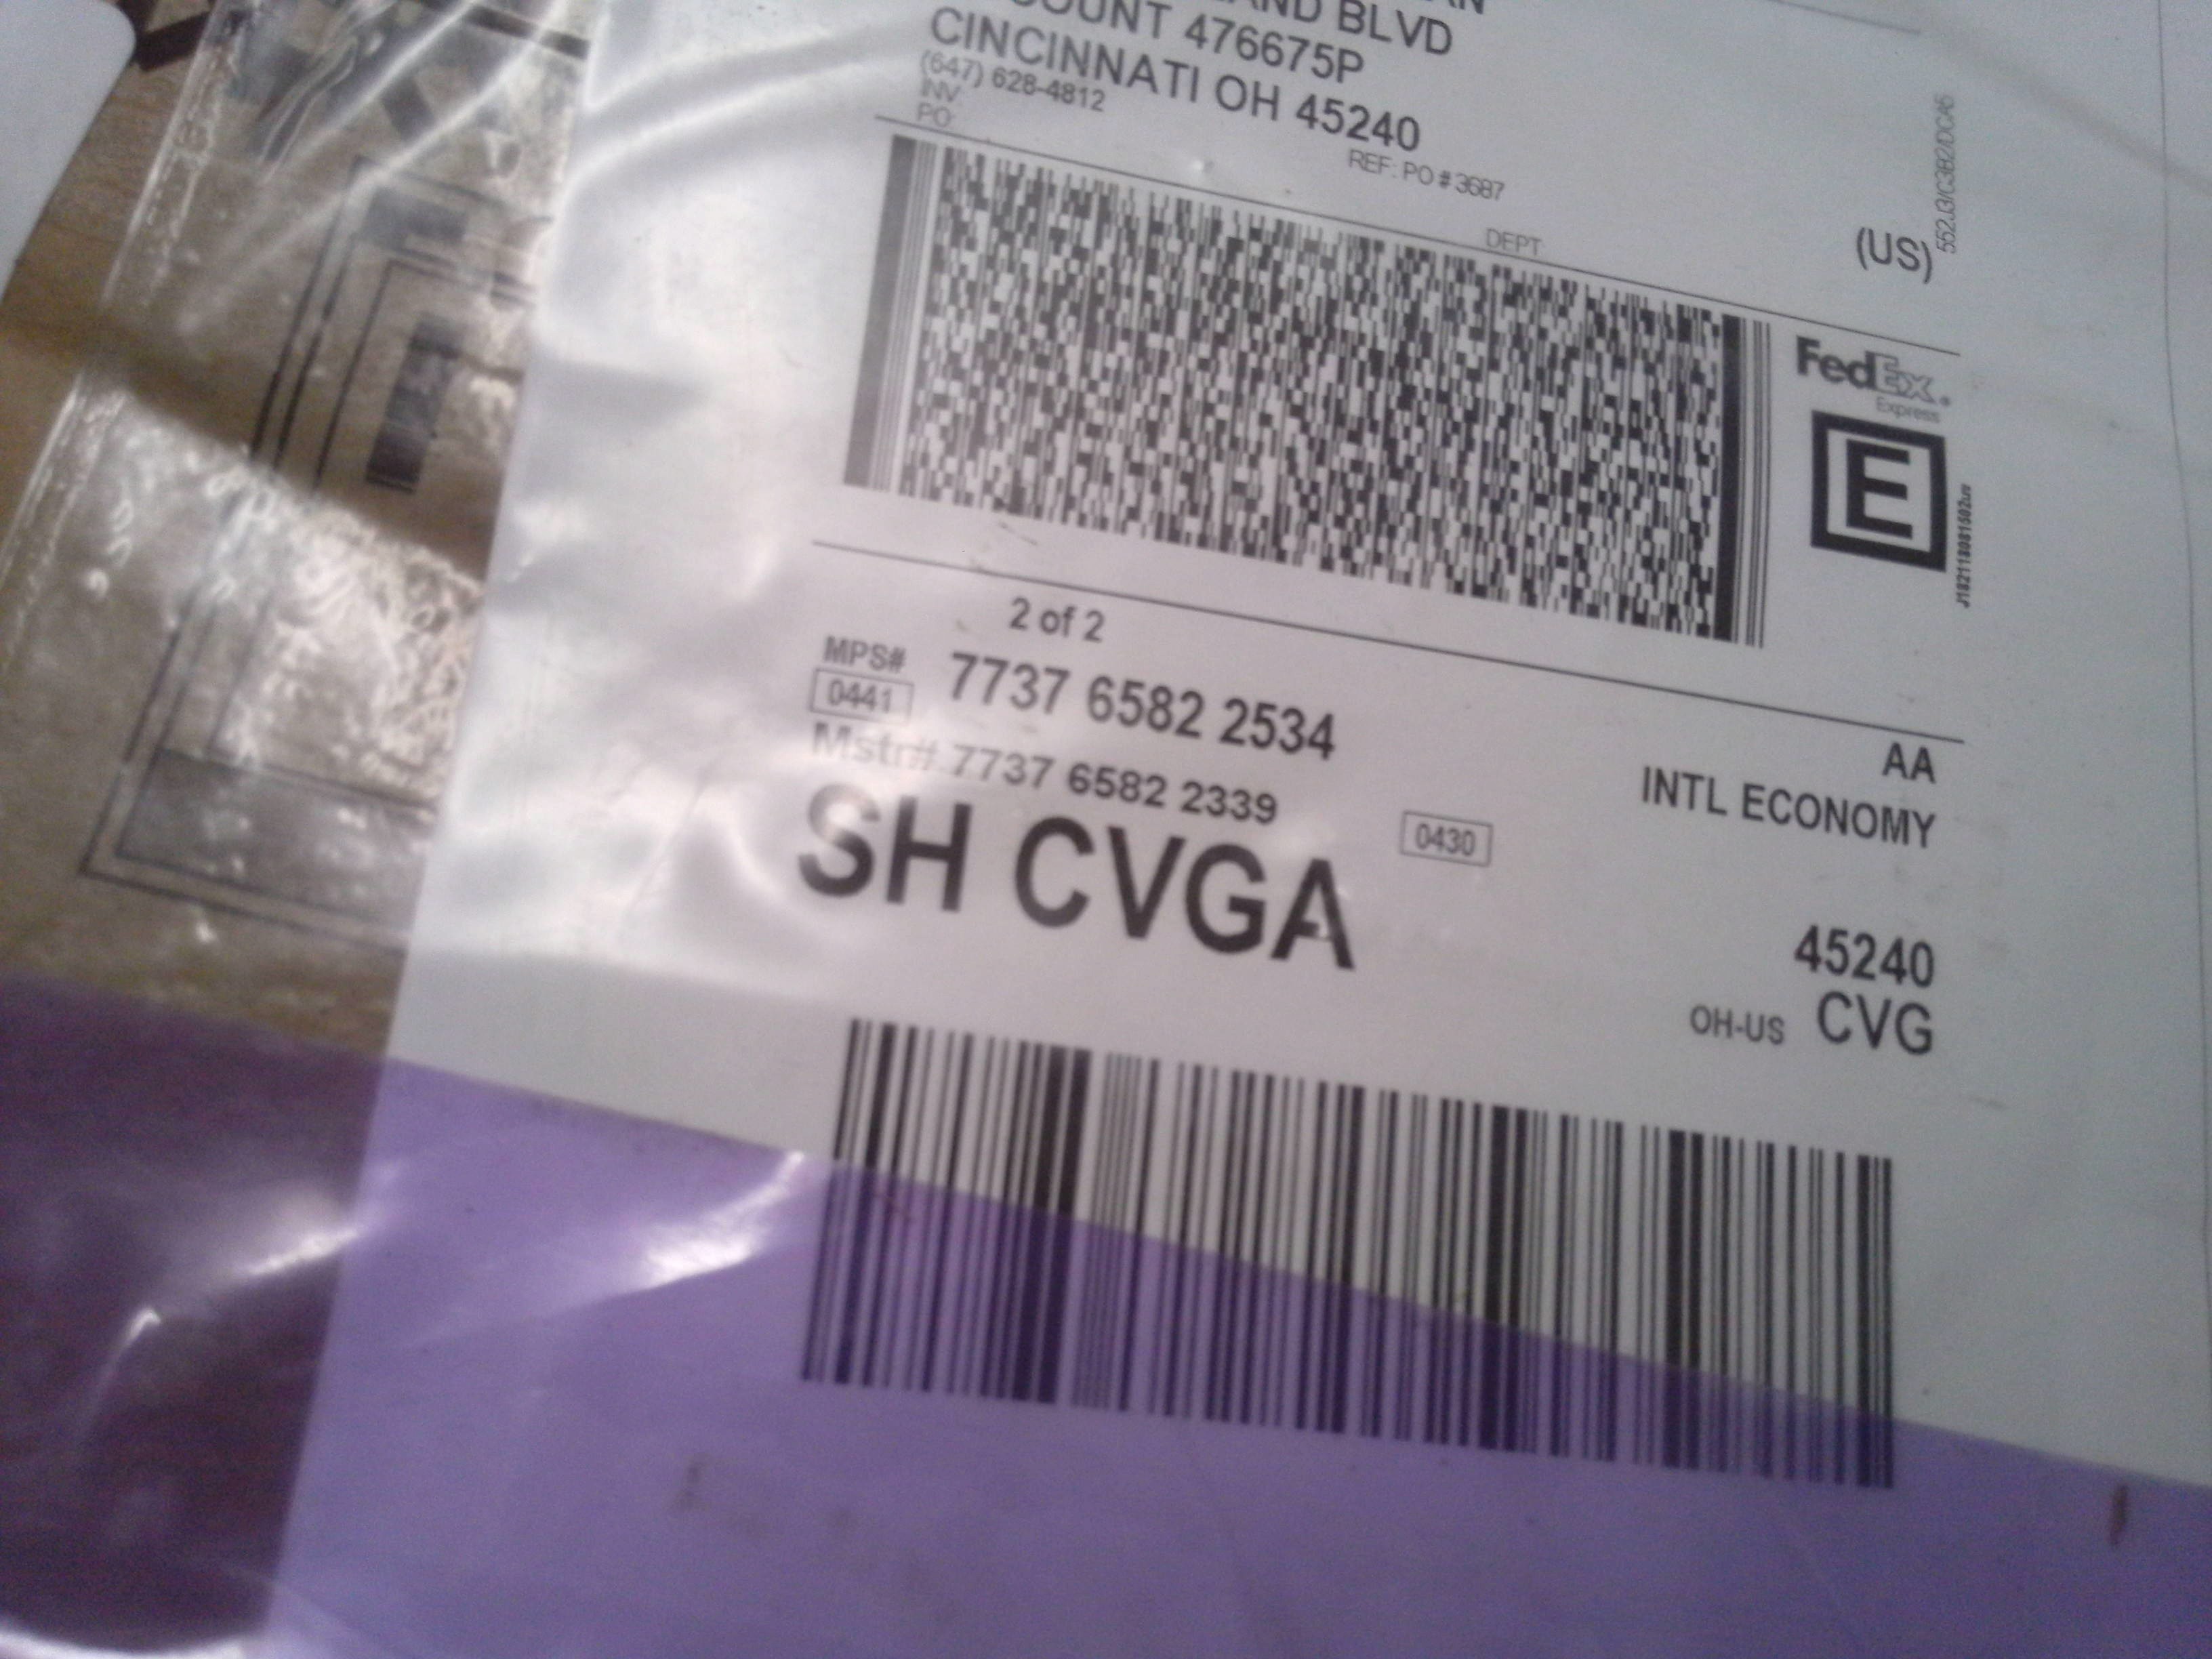 BLVD
476675P
CINCINNATI OH 45240
(647) 628-4812
INV:
PO:
REF: PO # 3687
DEPT:
(US)
FedEx
Express
E
2 of 2
MPS# 7737 6582 2534
0441
Mstr# 7737 6582 2339
0430
SH CVGA
AA
INTL ECONOMY
45240
OH-US CVG